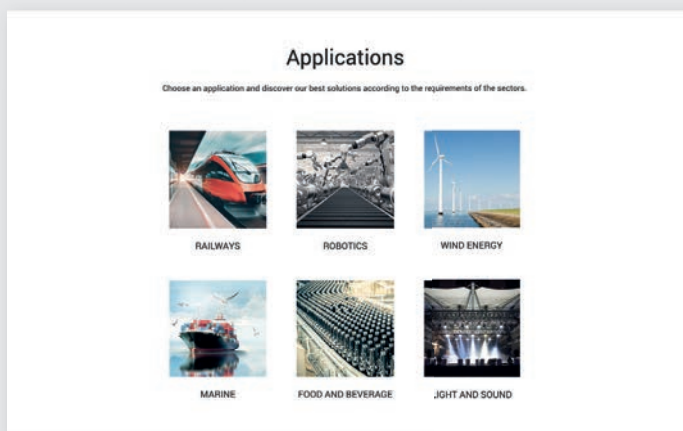 Applications
Choose an application and discover our best solutions according to the requirements of the sectors.
RAILWAYS
ROBOTICS
WIND ENERGY
MARINE
FOOD AND BEVERAGE
.IGHT AND SOUND